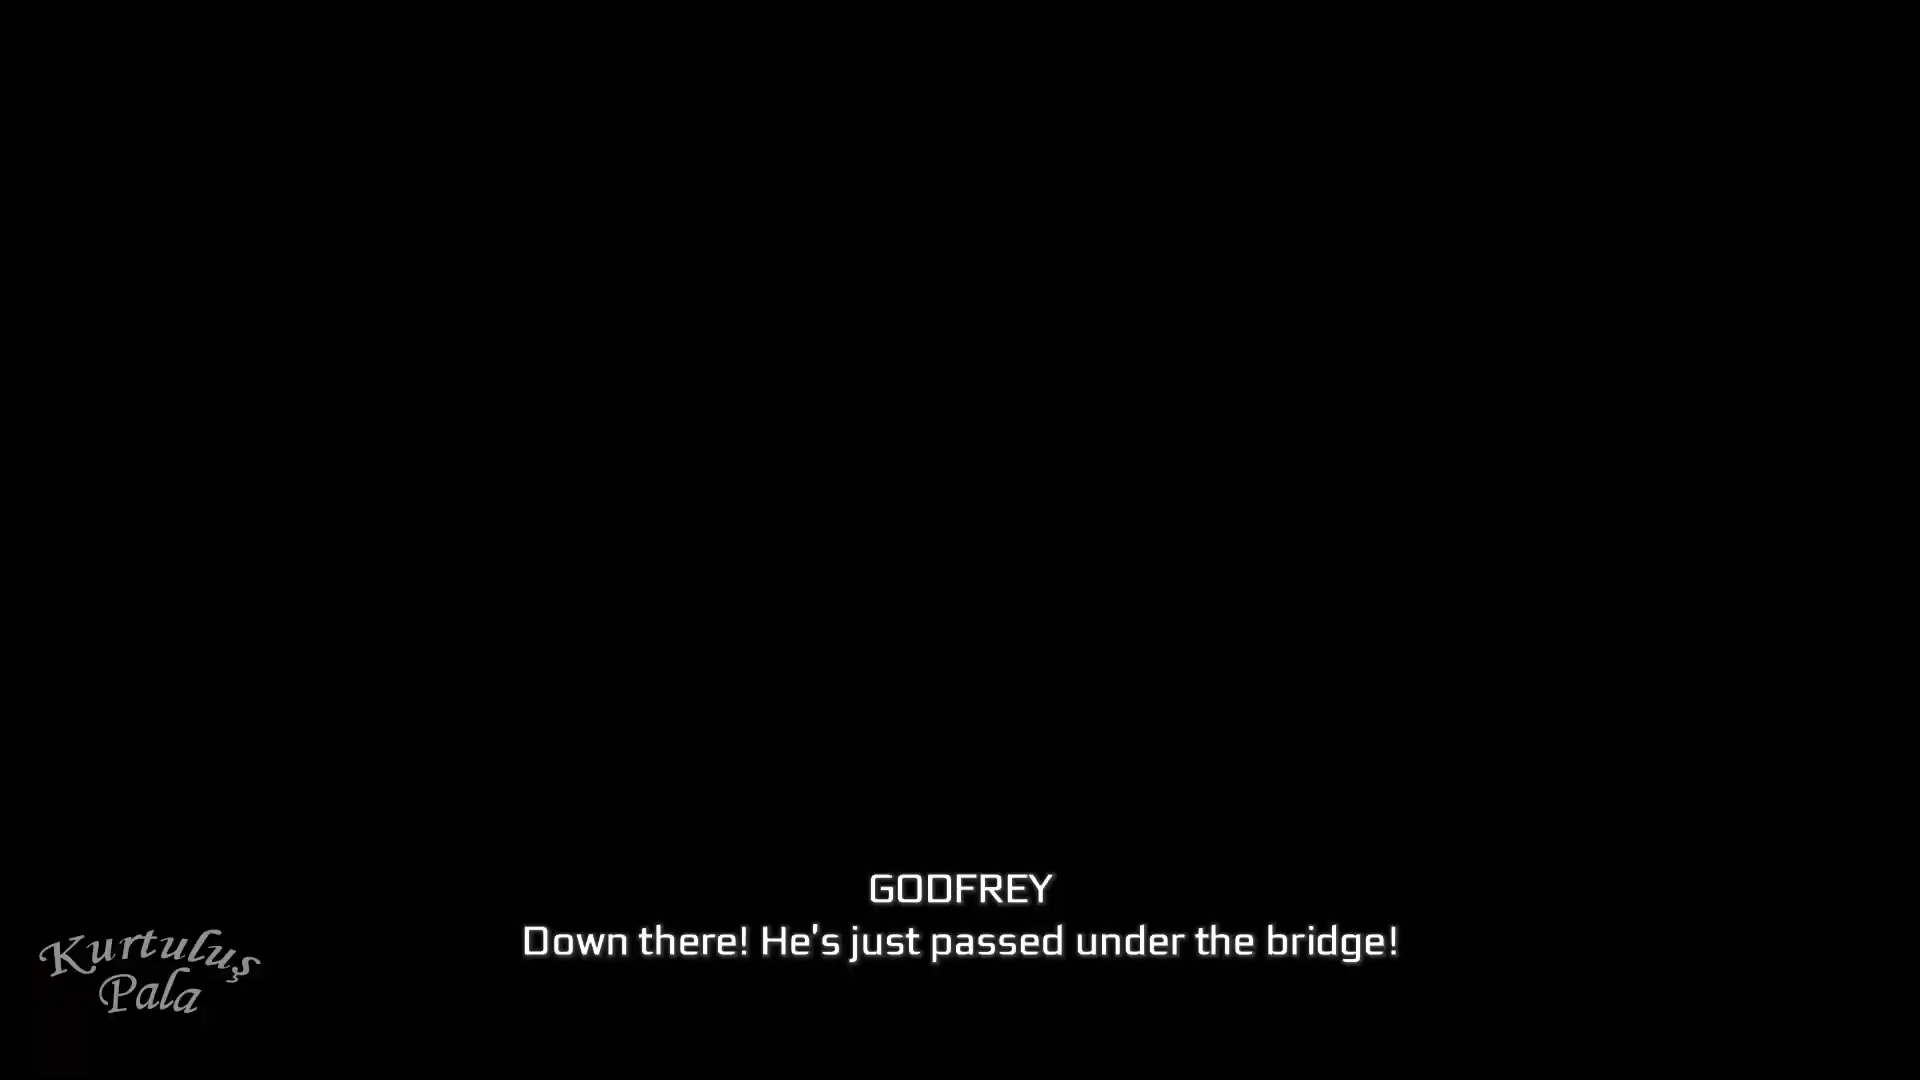 GODFREY
Down there! He's just passed under the bridge!
Kurtuluş
Pala